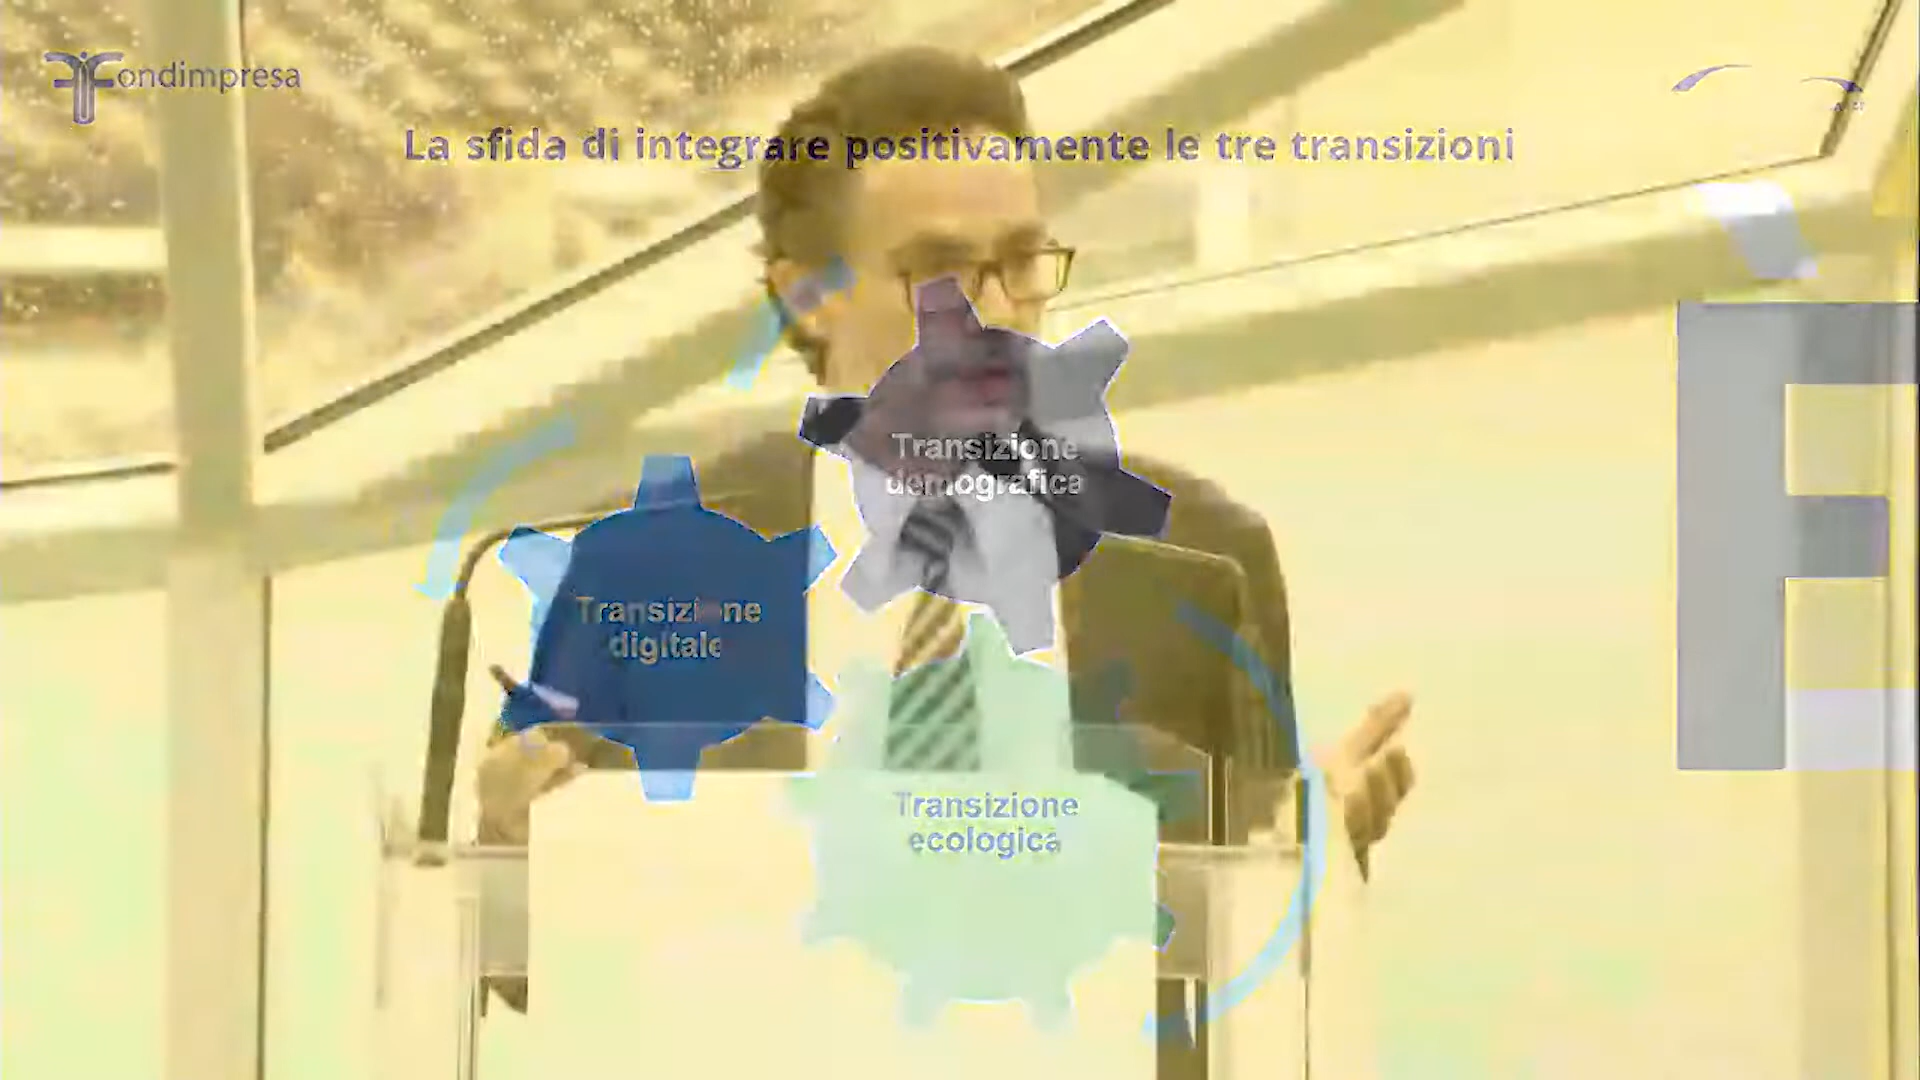 Fondimpresa
La sfida di integrare positivamente le tre transizioni
Transizione
demografica
Transizione
digitale
Transizione
ecologica